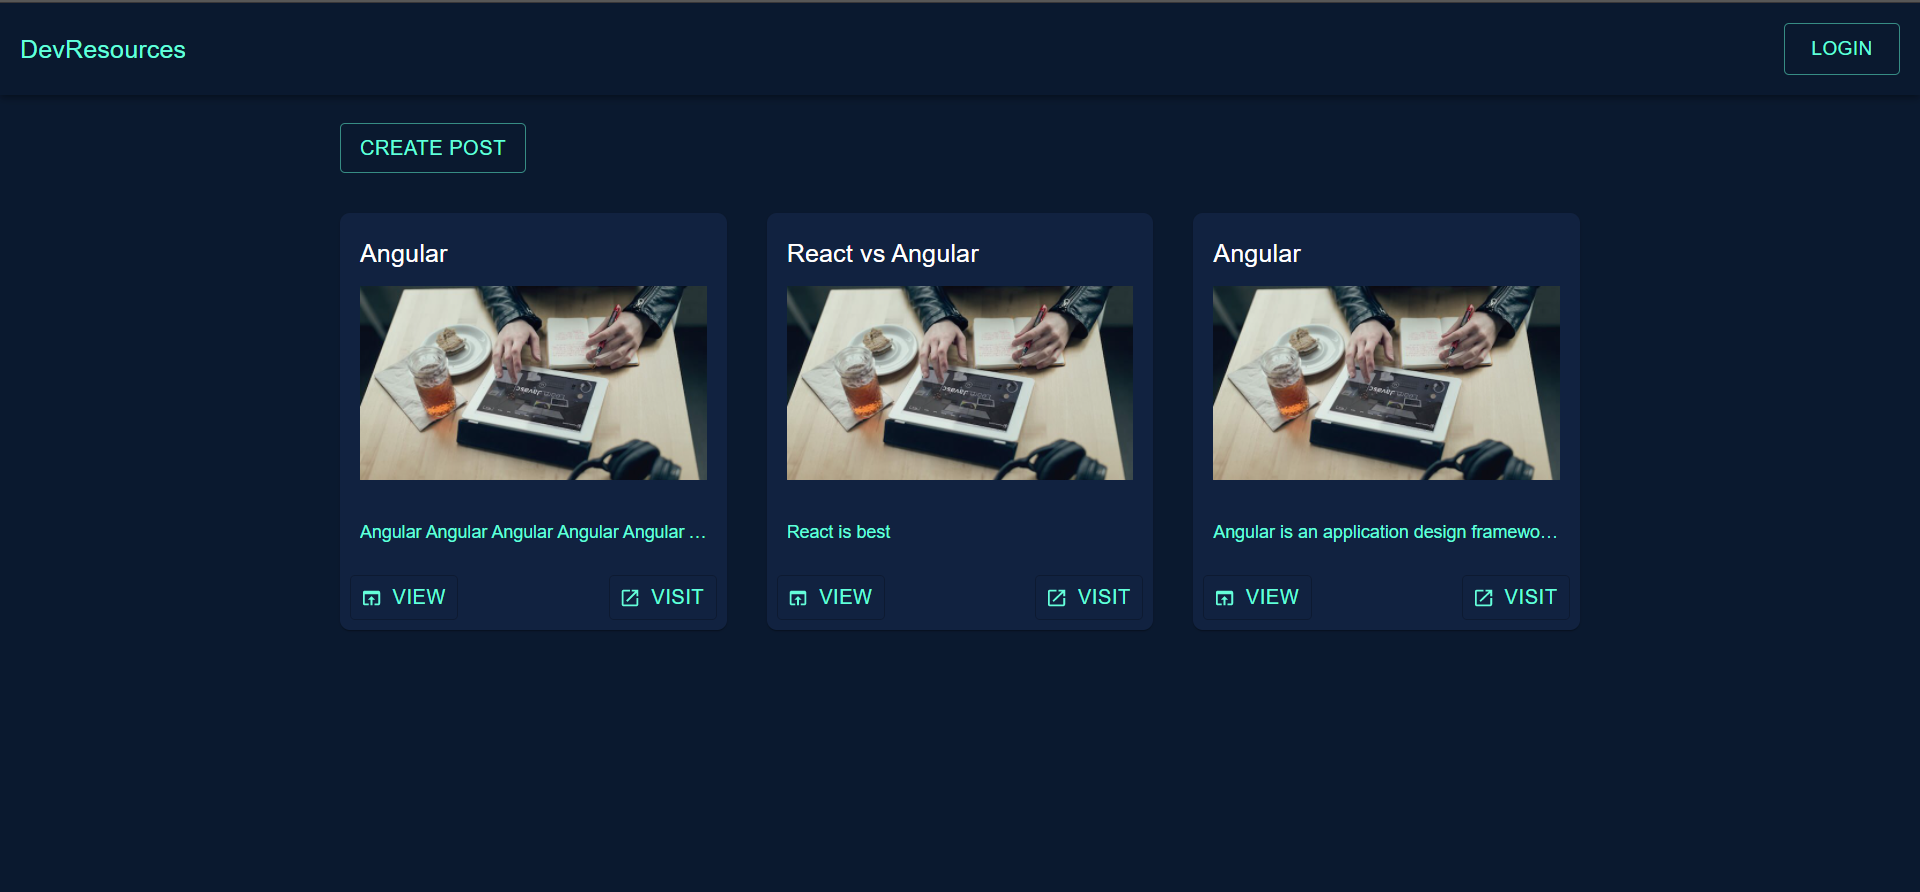 DevResources
LOGIN
CREATE POST
Angular
React vs Angular
Angular
Angular Angular Angular Angular Angular …
React is best
Angular is an application design framewo…
VIEW
VISIT
VIEW
VISIT
VIEW
VISIT